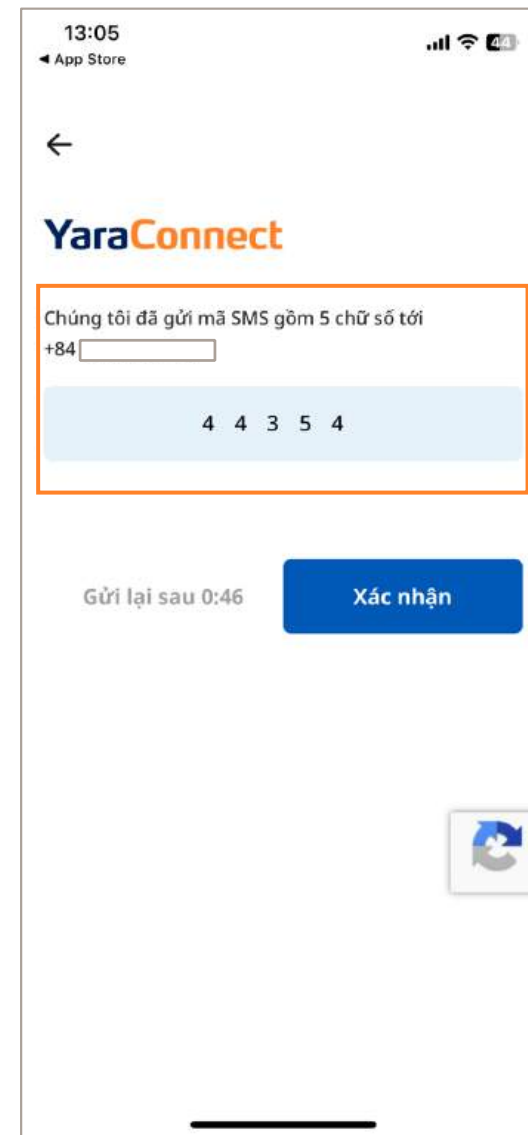 13:05
◀ App Store
44
YaraConnect
Chúng tôi đã gửi mã SMS gồm 5 chữ số tới
+84
4 4 3 5 4
Gửi lại sau 0:46
Xác nhận